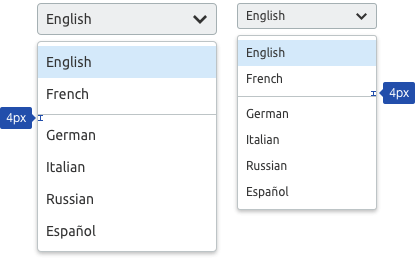 English
English
French
4px
German
Italian
Russian
Español
English
English
French
4px
German
Italian
Russian
Español